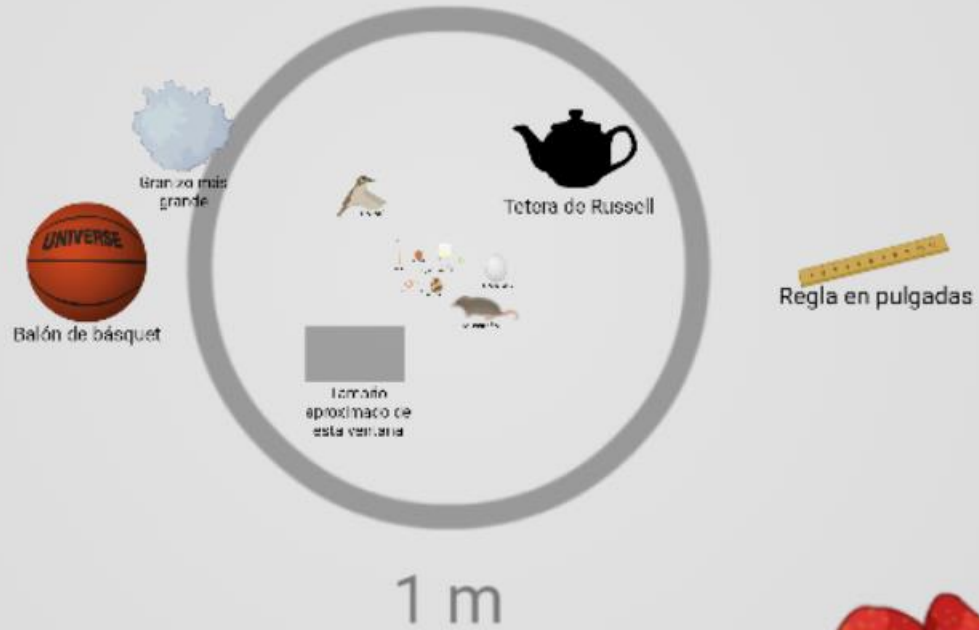 Granizo más
grande
UNIVERSE
Balón de básquet
Tetera de Russell
Regla en pulgadas
Tamaño
aproximado de
esta ventana
1 m